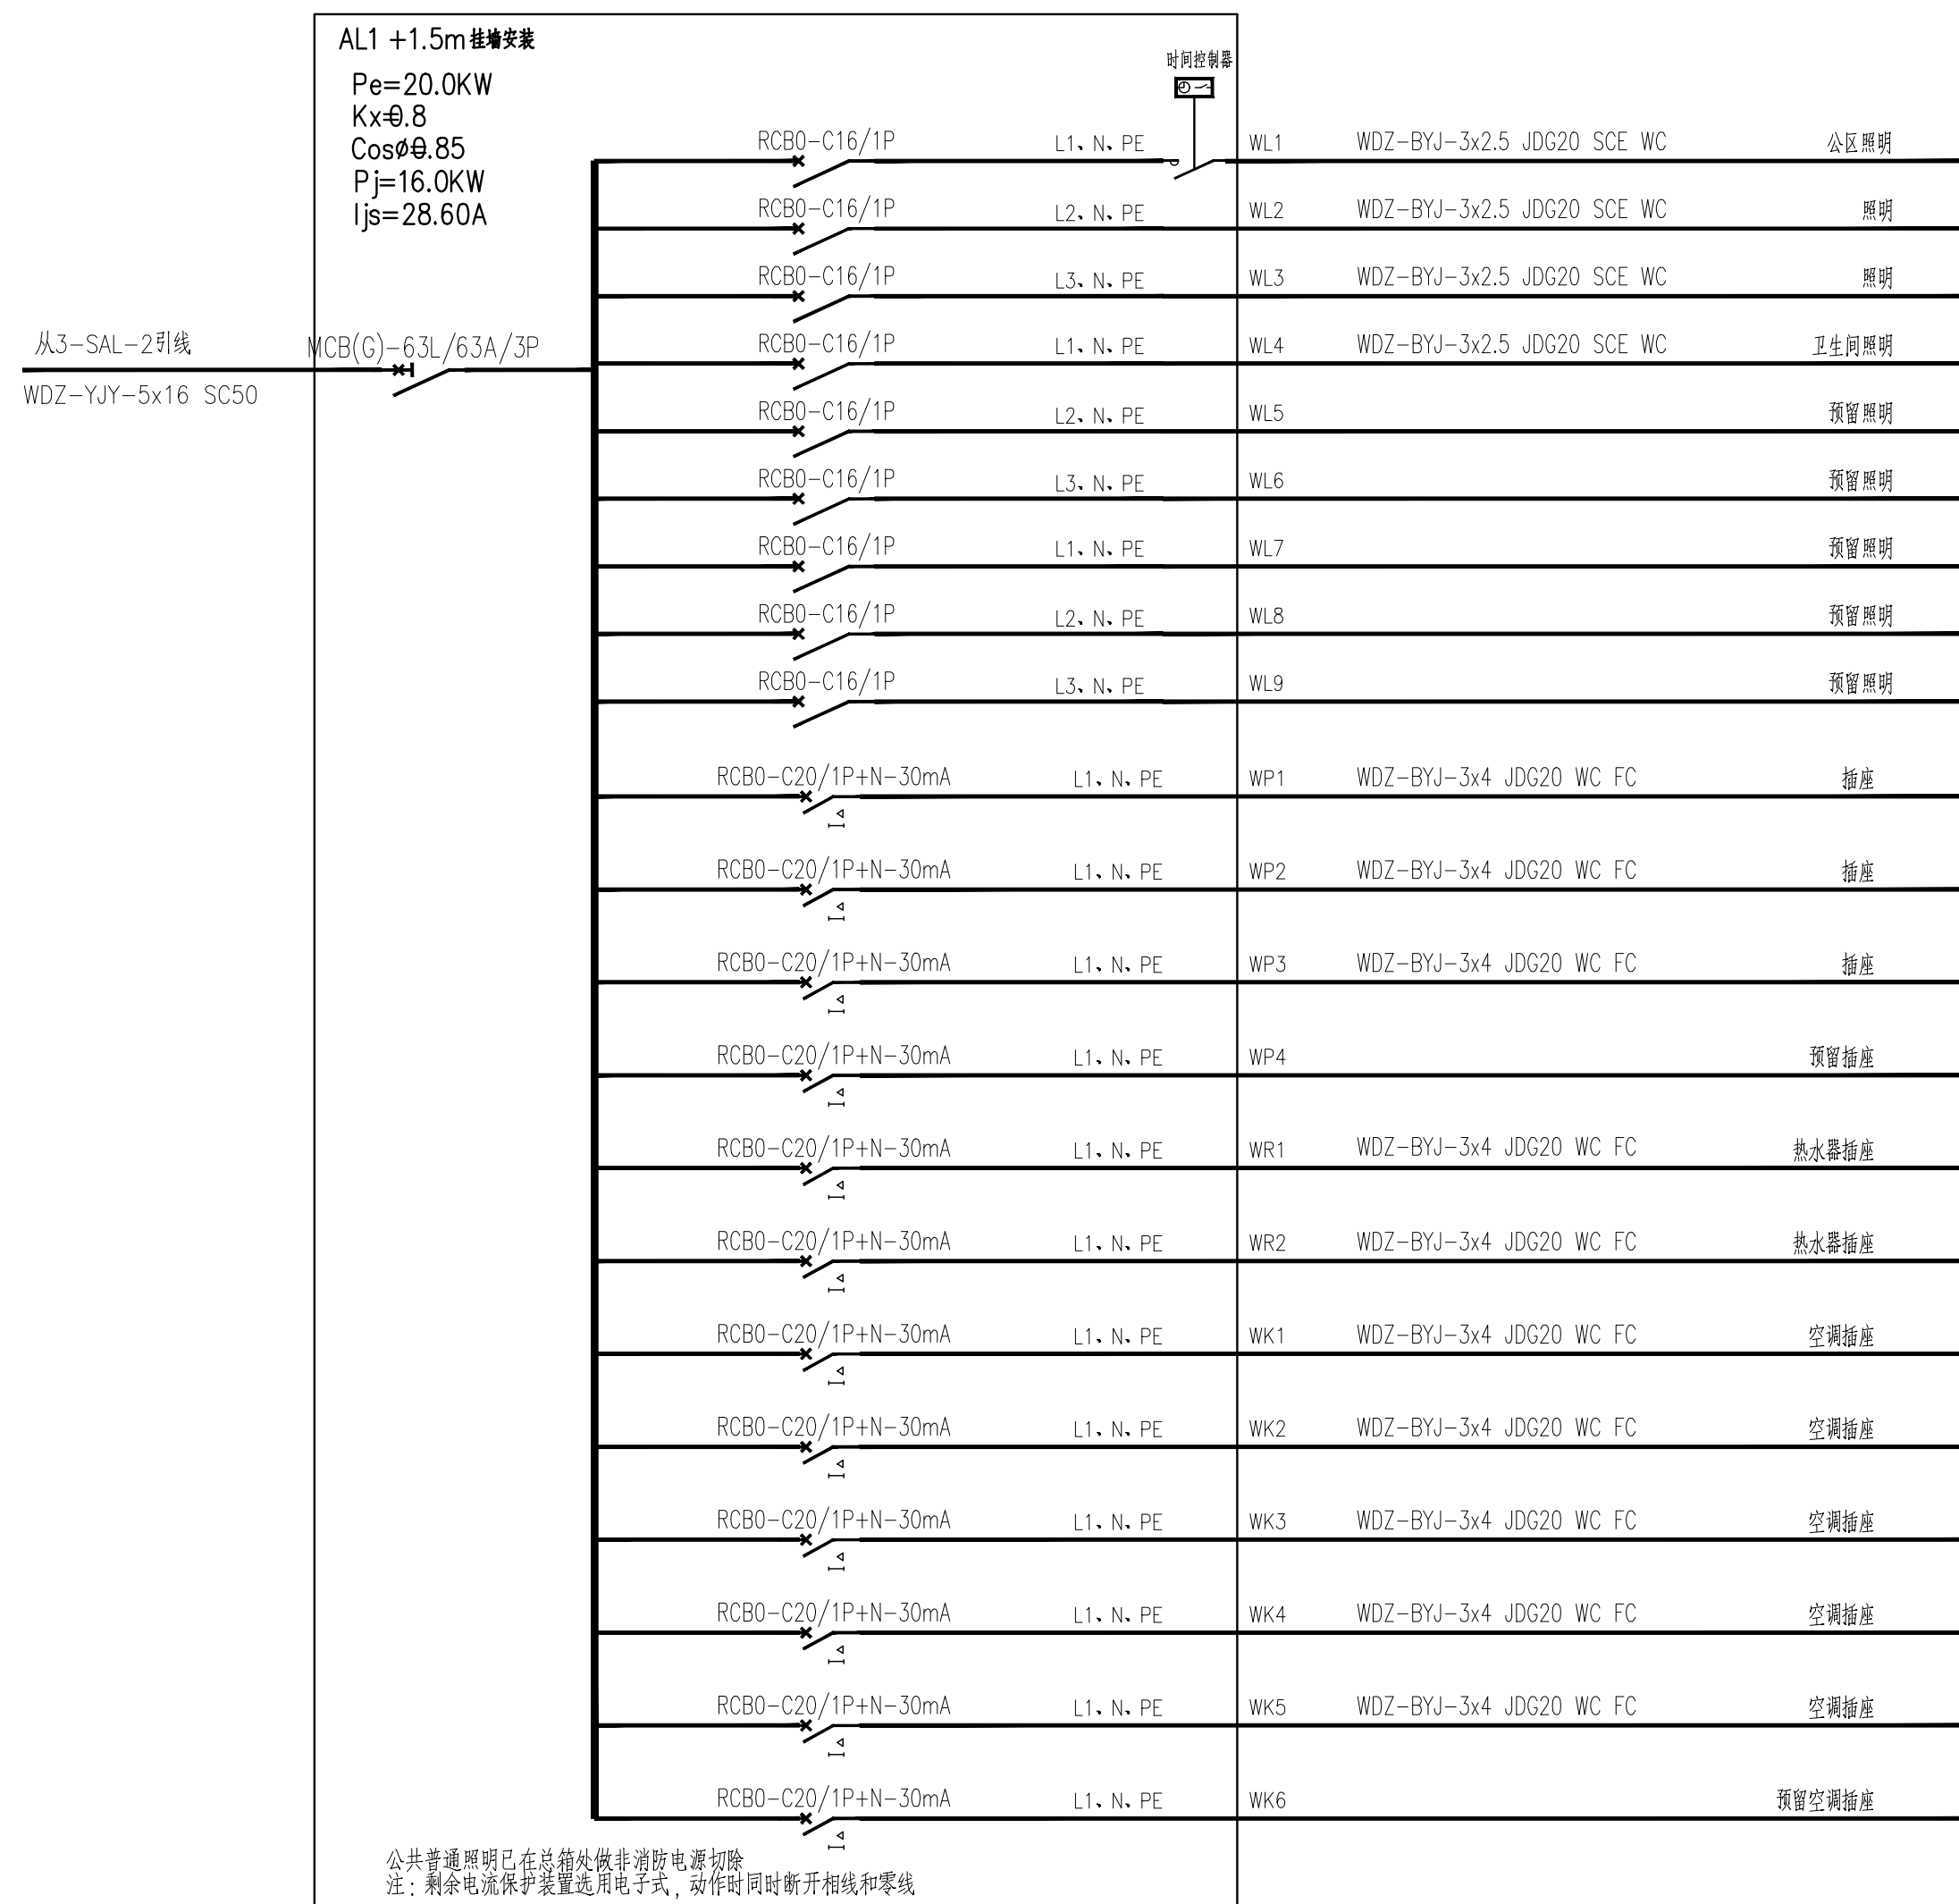 AL1 +1.5m挂墙安装
Pe=20.0KW
Kx=0.8
CosØ=0.85
Pj=16.0KW
Ijs=28.60A
时间控制器
从3-SAL-2引线
WDZ-YJY-5x16 SC50
MCB(G)-63L/63A/3P
RCBO-C16/1P L1、N、PE WL1 WDZ-BYJ-3x2.5 JDG20 SCE WC 公区照明
RCBO-C16/1P L2、N、PE WL2 WDZ-BYJ-3x2.5 JDG20 SCE WC 照明
RCBO-C16/1P L3、N、PE WL3 WDZ-BYJ-3x2.5 JDG20 SCE WC 照明
RCBO-C16/1P L1、N、PE WL4 WDZ-BYJ-3x2.5 JDG20 SCE WC 卫生间照明
RCBO-C16/1P L2、N、PE WL5 预留照明
RCBO-C16/1P L3、N、PE WL6 预留照明
RCBO-C16/1P L1、N、PE WL7 预留照明
RCBO-C16/1P L2、N、PE WL8 预留照明
RCBO-C16/1P L3、N、PE WL9 预留照明
RCBO-C20/1P+N-30mA L1、N、PE WP1 WDZ-BYJ-3x4 JDG20 WC FC 插座
RCBO-C20/1P+N-30mA L1、N、PE WP2 WDZ-BYJ-3x4 JDG20 WC FC 插座
RCBO-C20/1P+N-30mA L1、N、PE WP3 WDZ-BYJ-3x4 JDG20 WC FC 插座
RCBO-C20/1P+N-30mA L1、N、PE WP4 预留插座
RCBO-C20/1P+N-30mA L1、N、PE WR1 WDZ-BYJ-3x4 JDG20 WC FC 热水器插座
RCBO-C20/1P+N-30mA L1、N、PE WR2 WDZ-BYJ-3x4 JDG20 WC FC 热水器插座
RCBO-C20/1P+N-30mA L1、N、PE WK1 WDZ-BYJ-3x4 JDG20 WC FC 空调插座
RCBO-C20/1P+N-30mA L1、N、PE WK2 WDZ-BYJ-3x4 JDG20 WC FC 空调插座
RCBO-C20/1P+N-30mA L1、N、PE WK3 WDZ-BYJ-3x4 JDG20 WC FC 空调插座
RCBO-C20/1P+N-30mA L1、N、PE WK4 WDZ-BYJ-3x4 JDG20 WC FC 空调插座
RCBO-C20/1P+N-30mA L1、N、PE WK5 WDZ-BYJ-3x4 JDG20 WC FC 空调插座
RCBO-C20/1P+N-30mA L1、N、PE WK6 预留空调插座
公共普通照明已在总箱处做非消防电源切除
注：剩余电流保护装置选用电子式，动作时同时断开相线和零线